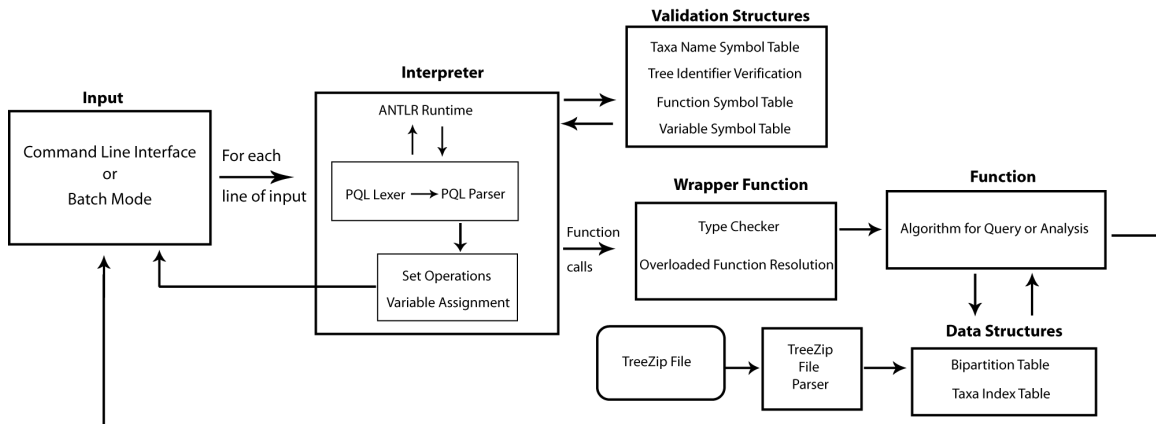 Validation Structures
Taxa Name Symbol Table
Tree Identifier Verification
Function Symbol Table
Variable Symbol Table
Interpreter
ANTLR Runtime
PQL Lexer
PQL Parser
Set Operations
Variable Assignment
Input
Command Line Interface
or
Batch Mode
For each
line of input
Function
calls
Wrapper Function
Type Checker
Overloaded Function Resolution
Function
Algorithm for Query or Analysis
Data Structures
Bipartition Table
Taxa Index Table
TreeZip File
TreeZip
File
Parser